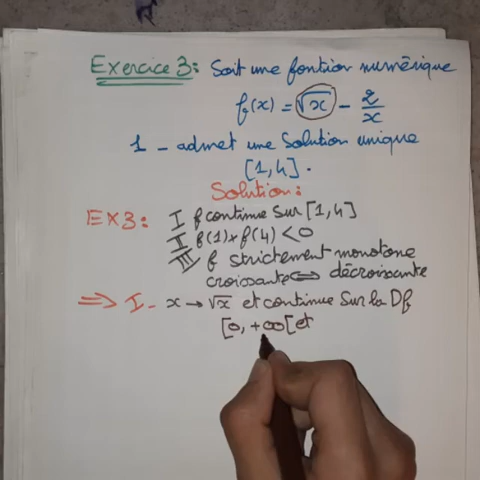 Exercice 3: Soit une fontion numérique
f(x) = √x - 2/x
1 - admet une Solution unique
[1,4].
Solution:
EX3: I f continue Sur [1,4]
II f(1)×f(4) < 0
III f strictement monotone
croissante ⇔ décroissante
⇒ I - x → √x et continue Sur la Df
[0, +∞[ et